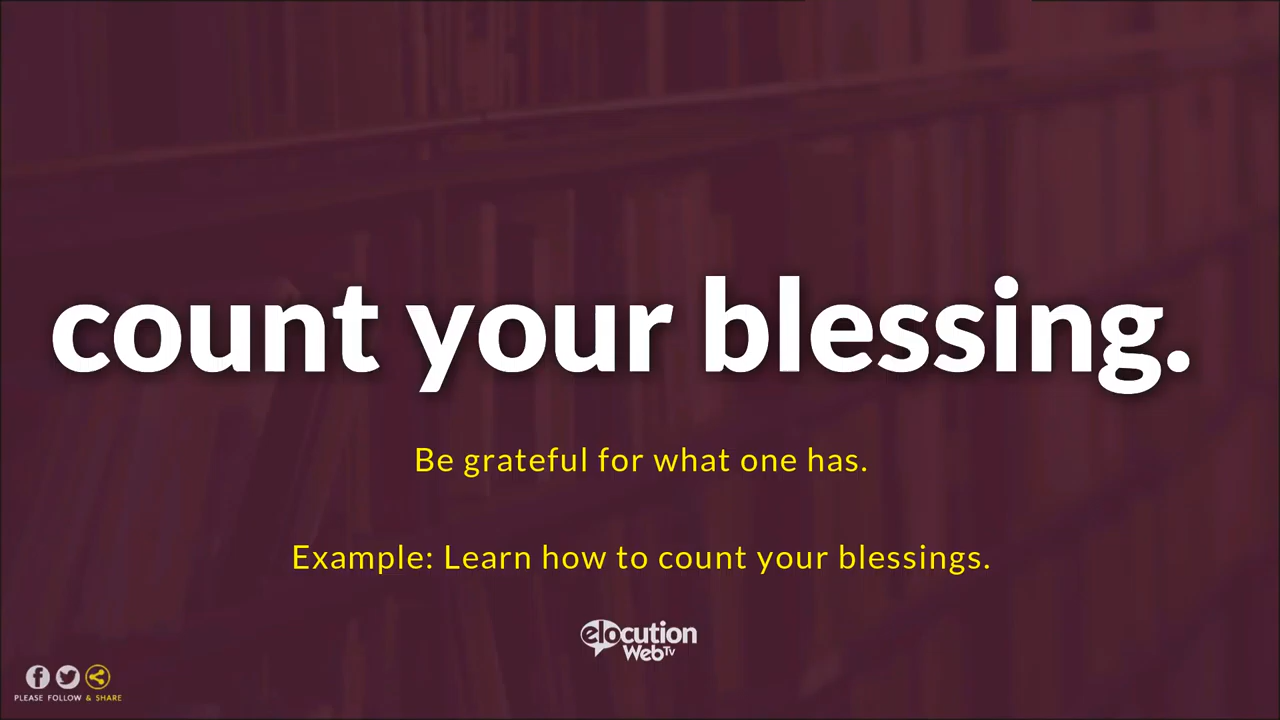 count your blessing.
Be grateful for what one has.
Example: Learn how to count your blessings.
elocution
WebTv
PLEASE FOLLOW & SHARE